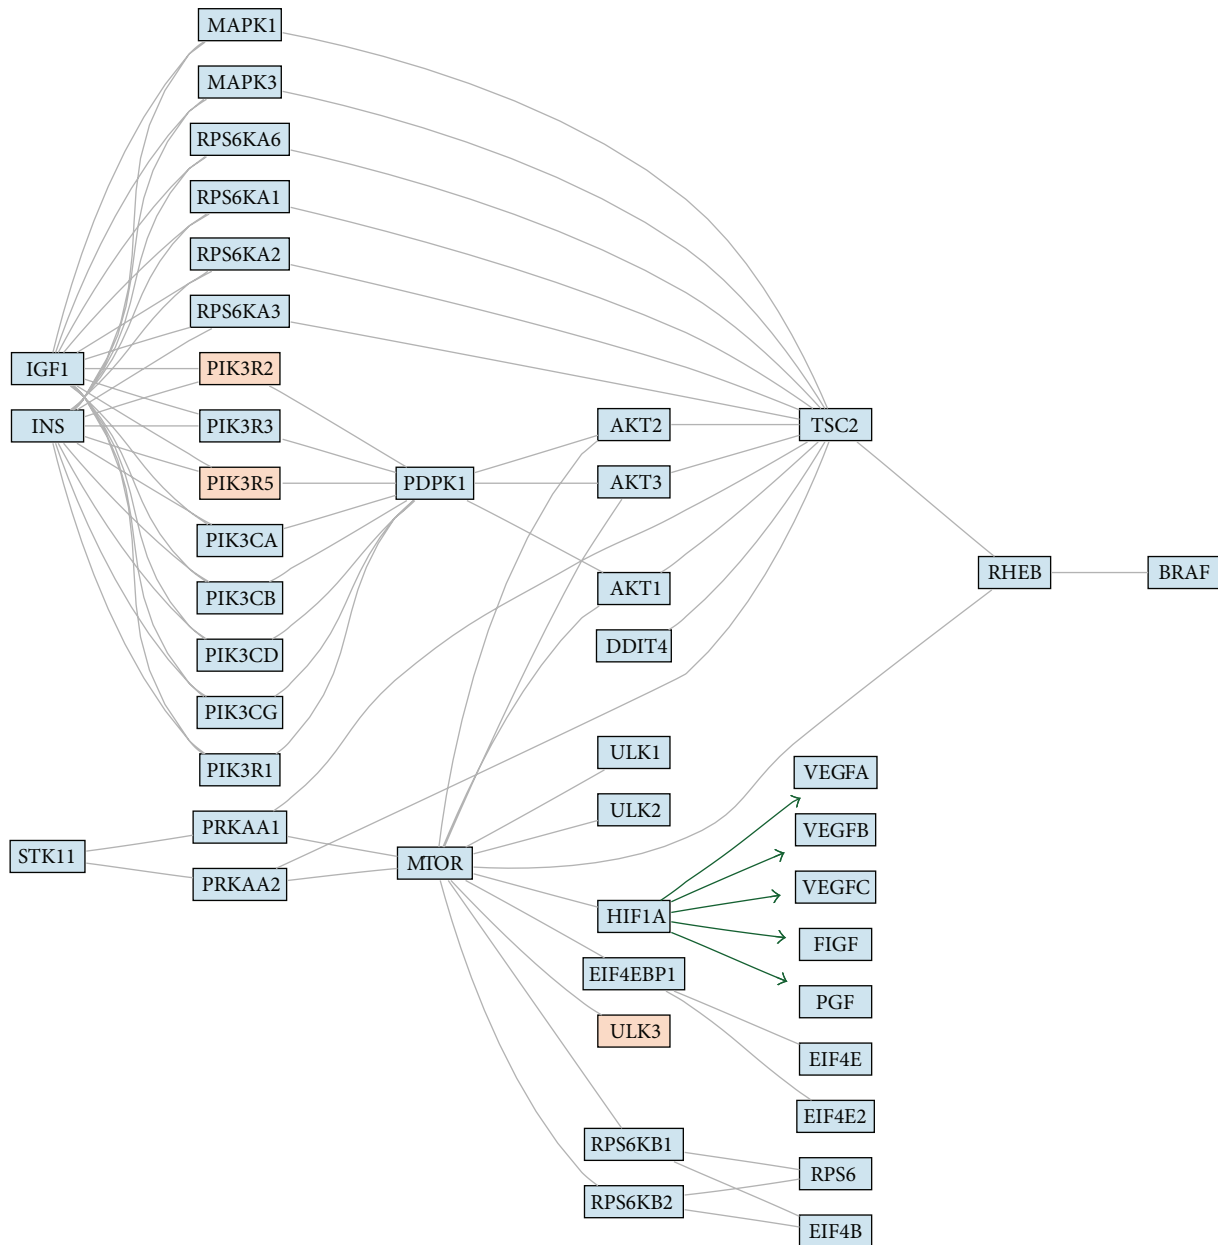 MAPK1
MAPK3
RPS6KA6
RPS6KA1
RPS6KA2
RPS6KA3
IGF1
PIK3R2
INS
PIK3R3
AKT2
TSC2
PIK3R5
PDPK1
AKT3
PIK3CA
PIK3CB
AKT1
RHEB
BRAF
PIK3CD
DDIT4
PIK3CG
PIK3R1
ULK1
VEGFA
PRKAA1
ULK2
VEGFB
STK11
PRKAA2
MTOR
VEGFC
HIF1A
FIGF
EIF4EBP1
PGF
ULK3
EIF4E
EIF4E2
RPS6KB1
RPS6
RPS6KB2
EIF4B